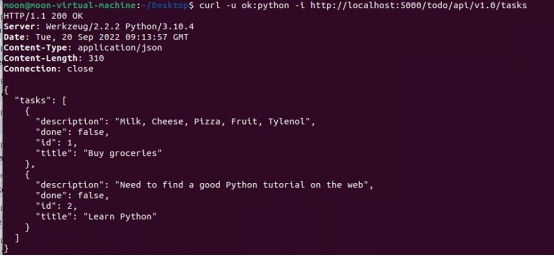 moon@moon-virtual-machine:~/Desktop$ curl -u ok:python -i http://localhost:5000/todo/api/v1.0/tasks
HTTP/1.1 200 OK
Server: Werkzeug/2.2.2 Python/3.10.4
Date: Tue, 20 Sep 2022 09:13:57 GMT
Content-Type: application/json
Content-Length: 310
Connection: close

{
  "tasks": [
    {
      "description": "Milk, Cheese, Pizza, Fruit, Tylenol",
      "done": false,
      "id": 1,
      "title": "Buy groceries"
    },
    {
      "description": "Need to find a good Python tutorial on the web",
      "done": false,
      "id": 2,
      "title": "Learn Python"
    }
  ]
}